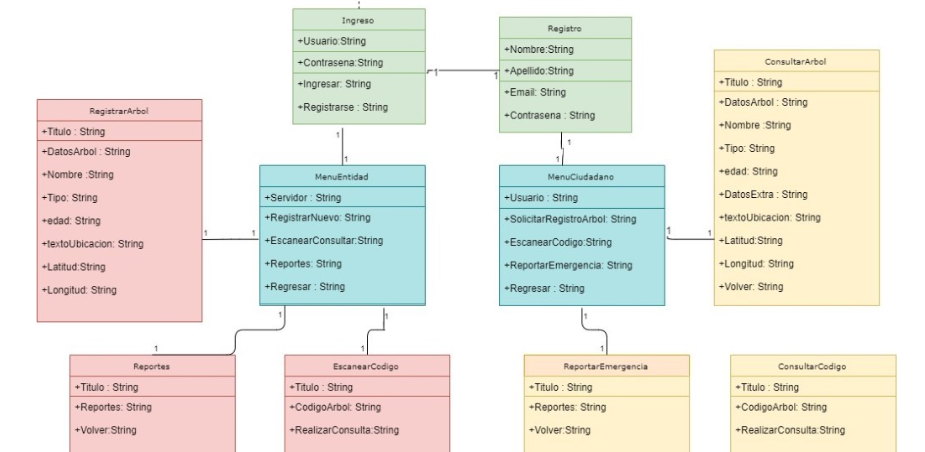 Ingreso
+Usuario:String
+Contrasena:String
+Ingresar: String
+Registrarse : String
1
1
Registro
+Nombre:String
+Apellido:String
+Email: String
+Contrasena : String
ConsultarArbol
+Titulo : String
+DatosArbol : String
+Nombre :String
+Tipo: String
+edad: String
+DatosExtra : String
+textoUbicacion: String
+Latitud:String
+Longitud: String
+Volver: String
RegistrarArbol
+Titulo : String
+DatosArbol : String
+Nombre :String
+Tipo: String
+edad: String
+textoUbicacion: String
+Latitud:String
+Longitud: String
1
1
1
1
MenuEntidad
+Servidor : String
+RegistrarNuevo: String
+EscanearConsultar:String
+Reportes: String
+Regresar : String
1
1
MenuCiudadano
+Usuario : String
+SolicitarRegistroArbol: String
+EscanearCodigo:String
+ReportarEmergencia: String
+Regresar : String
1
1
1
1
1
1
1
1
Reportes
+Titulo : String
+Reportes: String
+Volver:String
EscanearCodigo
+Titulo : String
+CodigoArbol: String
+RealizarConsulta:String
ReportarEmergencia
+Titulo : String
+Reportes: String
+Volver:String
ConsultarCodigo
+Titulo : String
+CodigoArbol: String
+RealizarConsulta:String